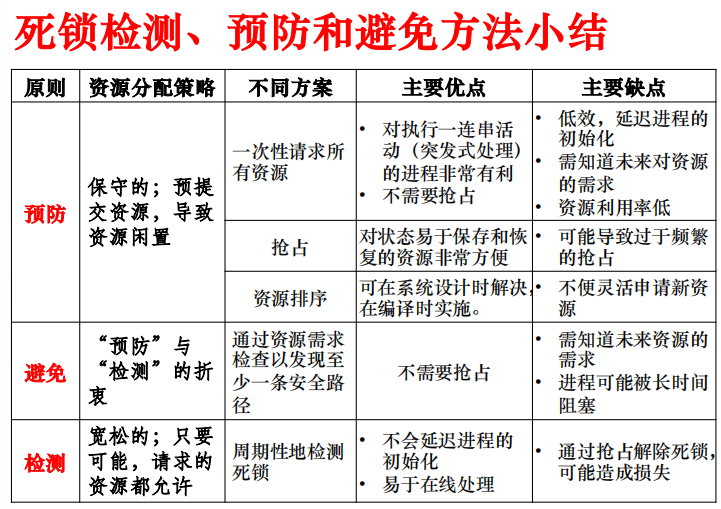 死锁检测、预防和避免方法小结
原则 资源分配策略 不同方案 主要优点 主要缺点
预防
保守的；预提
交资源，导致
资源闲置
一次性请求所
有资源
• 对执行一连串活
动（突发式处理）
的进程非常有利
• 不需要抢占
• 低效，延迟进程的
初始化
• 需知道未来对资源
的需求
• 资源利用率低
抢占
对状态易于保存和恢
复的资源非常方便
• 可能导致过于频繁
的抢占
资源排序
可在系统设计时解决，
在编译时实施。
• 不便灵活申请新资
源
避免
“预防”与
“检测”的折
衷
通过资源需求
检查以发现至
少一条安全路
径
不需要抢占
• 需知道未来资源的
需求
• 进程可能被长时间
阻塞
检测
宽松的；只要
可能，请求的
资源都允许
周期性地检测
死锁
• 不会延迟进程的
初始化
• 易于在线处理
• 通过抢占解除死锁，
可能造成损失